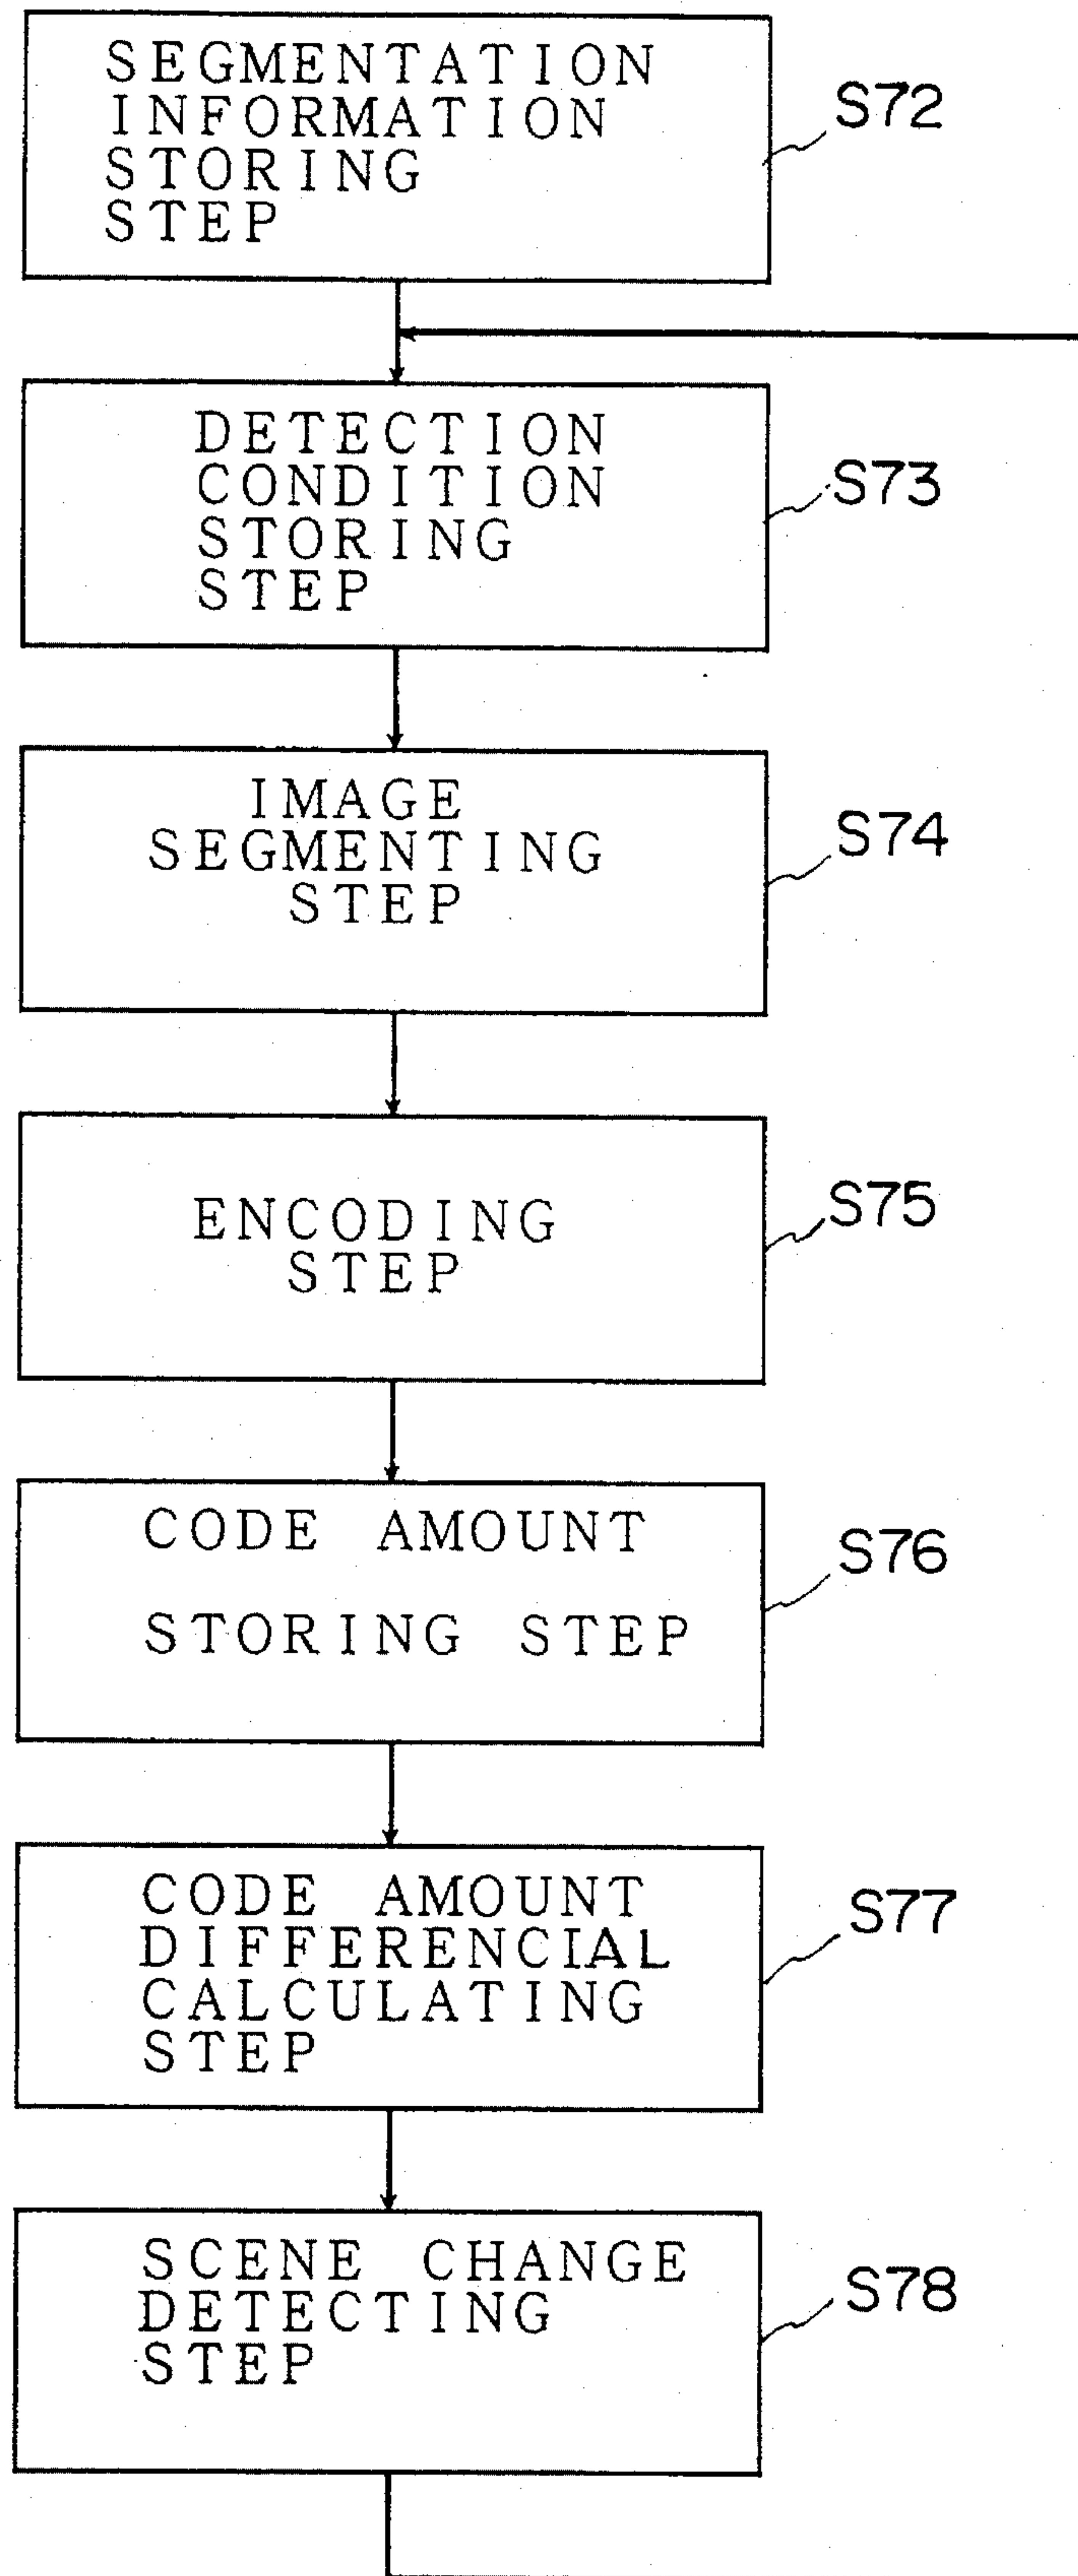 SEGMENTATION
INFORMATION
STORING
STEP
S72
DETECTION
CONDITION
STORING
STEP
S73
IMAGE
SEGMENTING
STEP
S74
ENCODING
STEP
S75
CODE AMOUNT
STORING STEP
S76
CODE AMOUNT
DIFFERENCIAL
CALCULATING
STEP
S77
SCENE CHANGE
DETECTING
STEP
S78